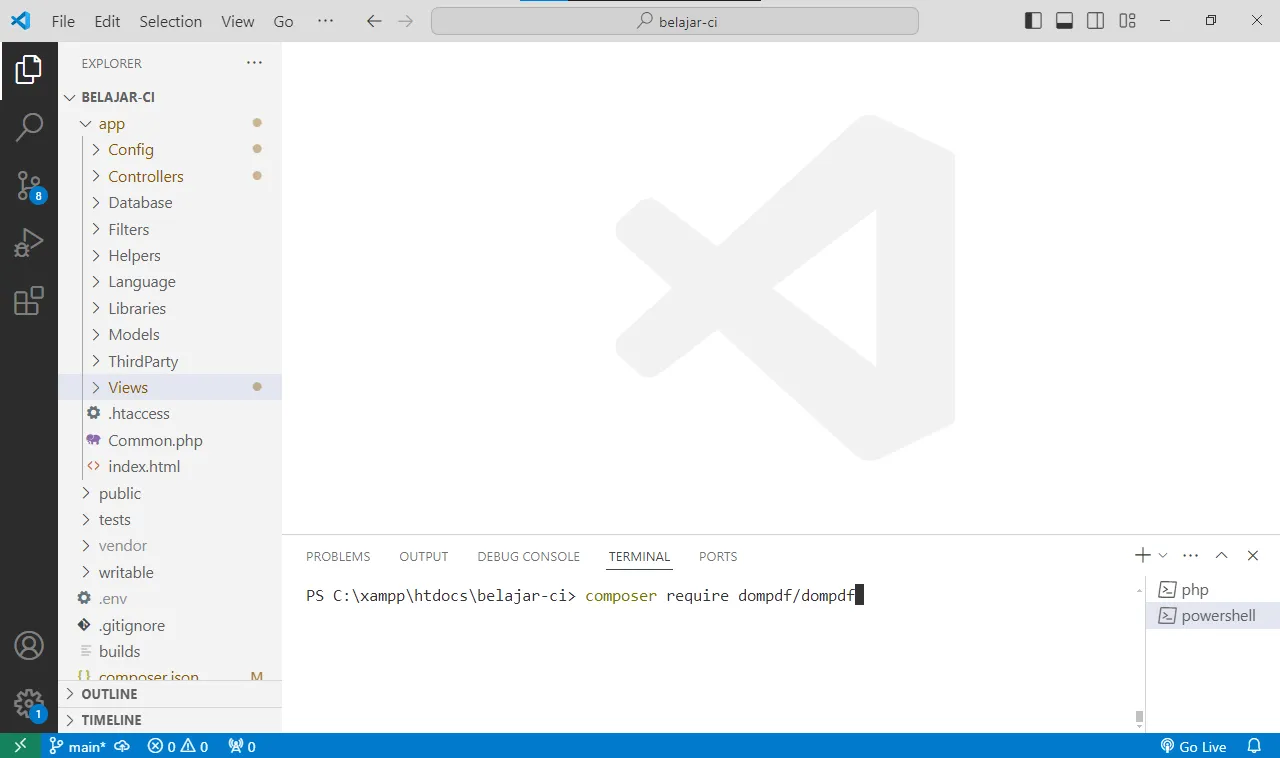 File Edit Selection View Go ··· belajar-ci
EXPLORER ···
BELAJAR-CI
app
Config
Controllers
Database
Filters
Helpers
Language
Libraries
Models
ThirdParty
Views
.htaccess
Common.php
index.html
public
tests
vendor
writable
.env
.gitignore
builds
composer.json M
OUTLINE
TIMELINE
8
1
PROBLEMS OUTPUT DEBUG CONSOLE TERMINAL PORTS
PS C:\xampp\htdocs\belajar-ci> composer require dompdf/dompdf
php
powershell
main* 0 0 0 Go Live